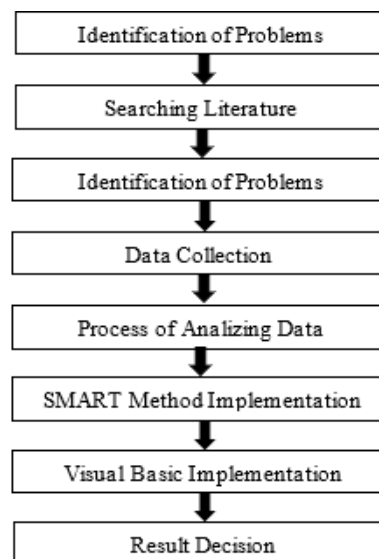 Identification of Problems
Searching Literature
Identification of Problems
Data Collection
Process of Analizing Data
SMART Method Implementation
Visual Basic Implementation
Result Decision